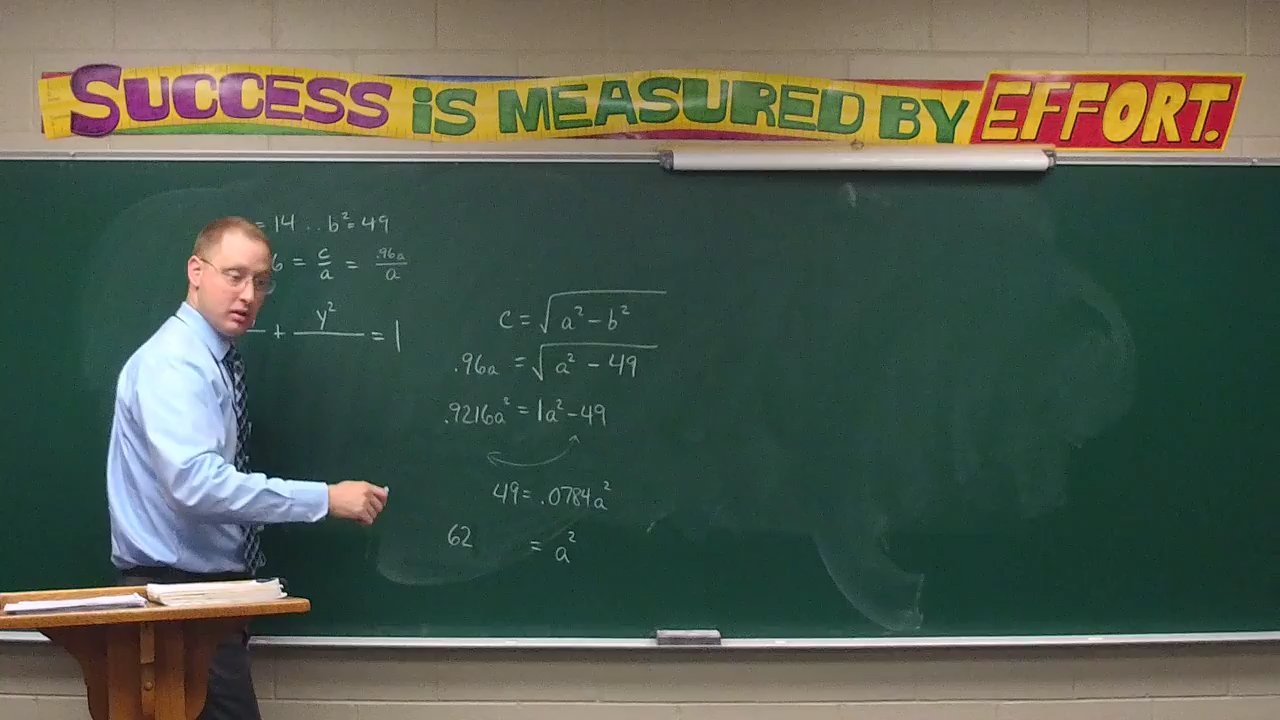 SUCCESS iS MEASURED BY EFFORT.
= 14 .. b² = 49
6 = c/a = .96a/a
+ y²/ = 1
c = √(a² - b²)
.96a = √(a² - 49)
.9216a² = 1a² - 49
49 = .0784a²
62 = a²